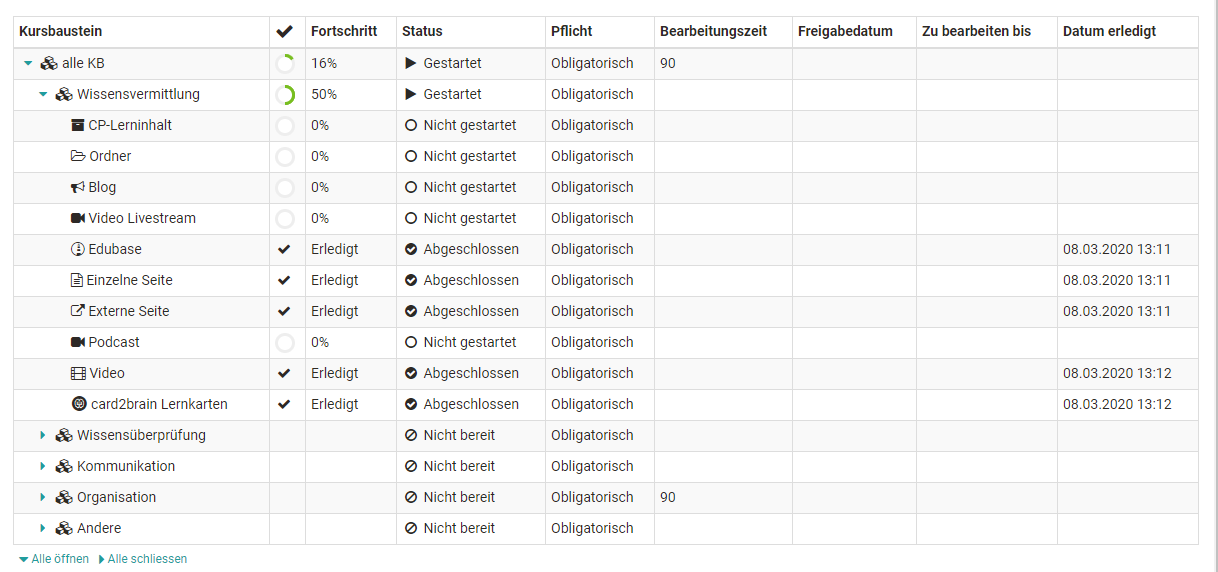 Kursbaustein Fortschritt Status Pflicht Bearbeitungszeit Freigabedatum Zu bearbeiten bis Datum erledigt
alle KB 16% Gestartet Obligatorisch 90
Wissensvermittlung 50% Gestartet Obligatorisch
CP-Lerninhalt 0% Nicht gestartet Obligatorisch
Ordner 0% Nicht gestartet Obligatorisch
Blog 0% Nicht gestartet Obligatorisch
Video Livestream 0% Nicht gestartet Obligatorisch
Edubase Erledigt Abgeschlossen Obligatorisch 08.03.2020 13:11
Einzelne Seite Erledigt Abgeschlossen Obligatorisch 08.03.2020 13:11
Externe Seite Erledigt Abgeschlossen Obligatorisch 08.03.2020 13:11
Podcast 0% Nicht gestartet Obligatorisch
Video Erledigt Abgeschlossen Obligatorisch 08.03.2020 13:12
card2brain Lernkarten Erledigt Abgeschlossen Obligatorisch 08.03.2020 13:12
Wissensüberprüfung Nicht bereit Obligatorisch
Kommunikation Nicht bereit Obligatorisch
Organisation Nicht bereit Obligatorisch 90
Andere Nicht bereit Obligatorisch
Alle öffnen Alle schliessen